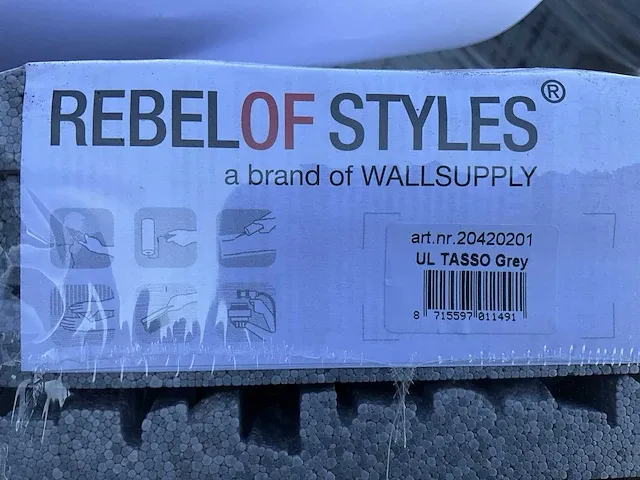 REBELOF STYLES®
a brand of WALLSUPPLY
art.nr.20420201
UL TASSO Grey
8 715597 011491